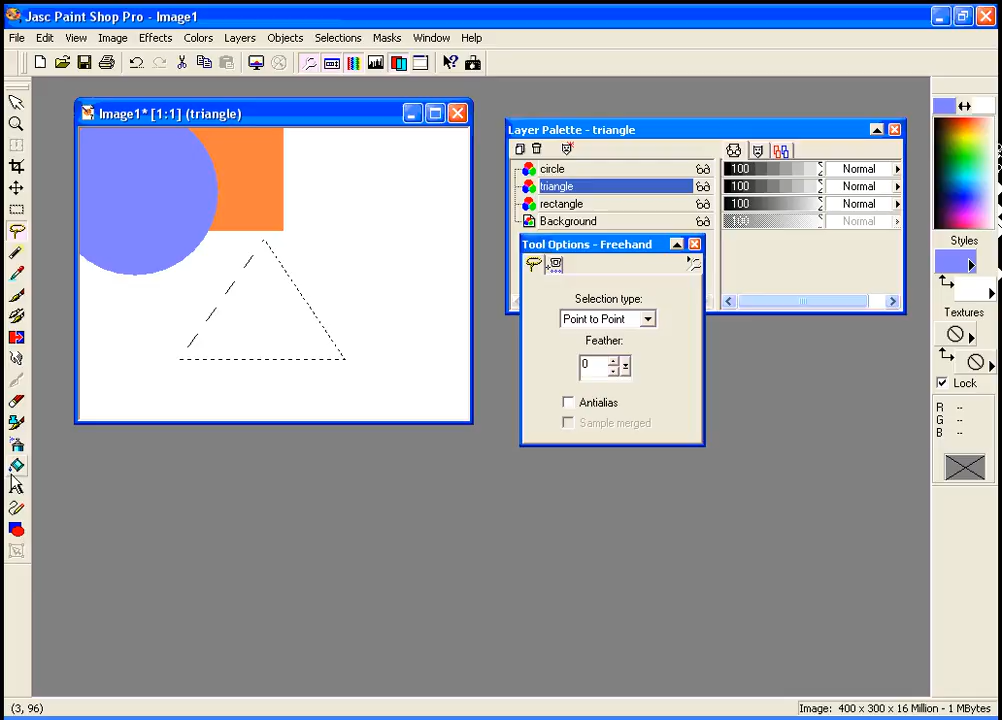 Jasc Paint Shop Pro - Image1
File Edit View Image Effects Colors Layers Objects Selections Masks Window Help
Image1* [1:1] (triangle)
Layer Palette - triangle
circle 100 Normal
triangle 100 Normal
rectangle 100 Normal
Background 100 Normal
Tool Options - Freehand
Selection type:
Point to Point
Feather:
0
Antialias
Sample merged
Styles
Textures
Lock
R --
G --
B --
(3, 96)
Image: 400 x 300 x 16 Million - 1 MBytes